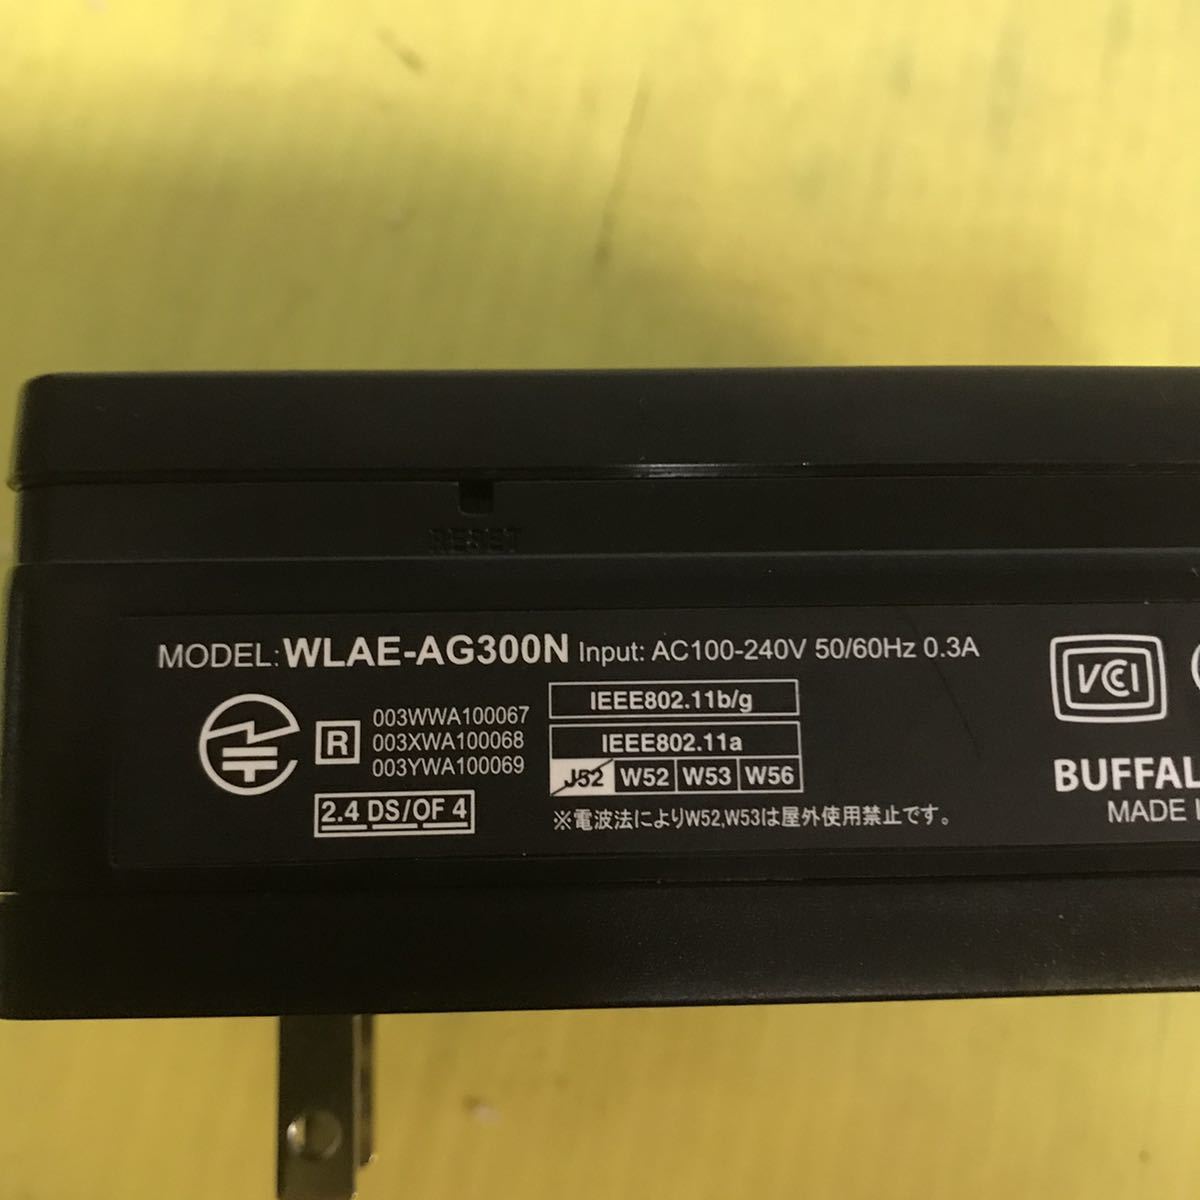 RESET
MODEL: WLAE-AG300N Input: AC100-240V 50/60Hz 0.3A
R
003WWA100067
003XWA100068
003YWA100069
2.4 DS/OF 4
IEEE802.11b/g
IEEE802.11a
J52 W52 W53 W56
※電波法によりW52,W53は屋外使用禁止です。
VCCI
BUFFAL
MADE I